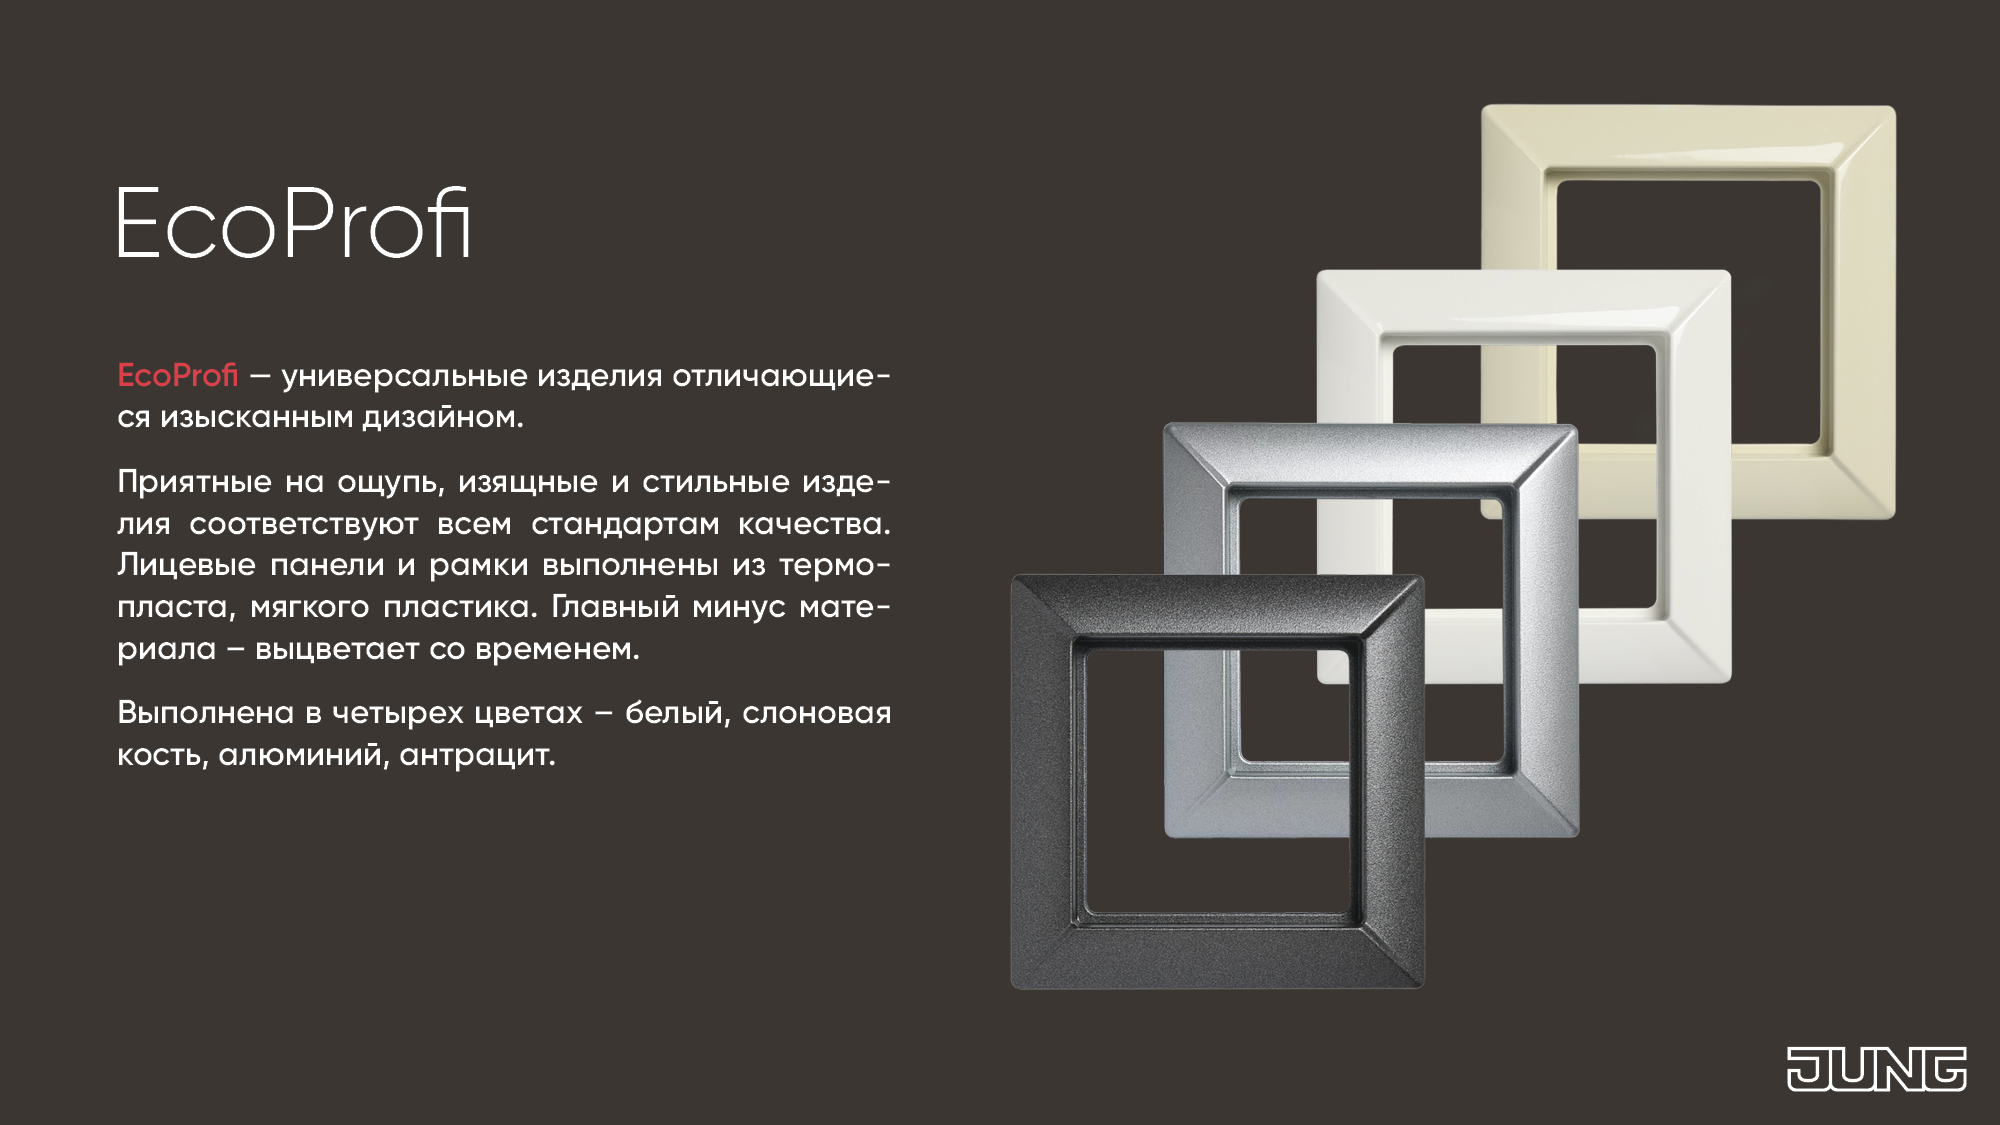 EcoProfi
EcoProfi — универсальные изделия отличающие-
ся изысканным дизайном.
Приятные на ощупь, изящные и стильные изде-
лия соответствуют всем стандартам качества.
Лицевые панели и рамки выполнены из термо-
пласта, мягкого пластика. Главный минус мате-
риала – выцветает со временем.
Выполнена в четырех цветах – белый, слоновая
кость, алюминий, антрацит.
JUNG